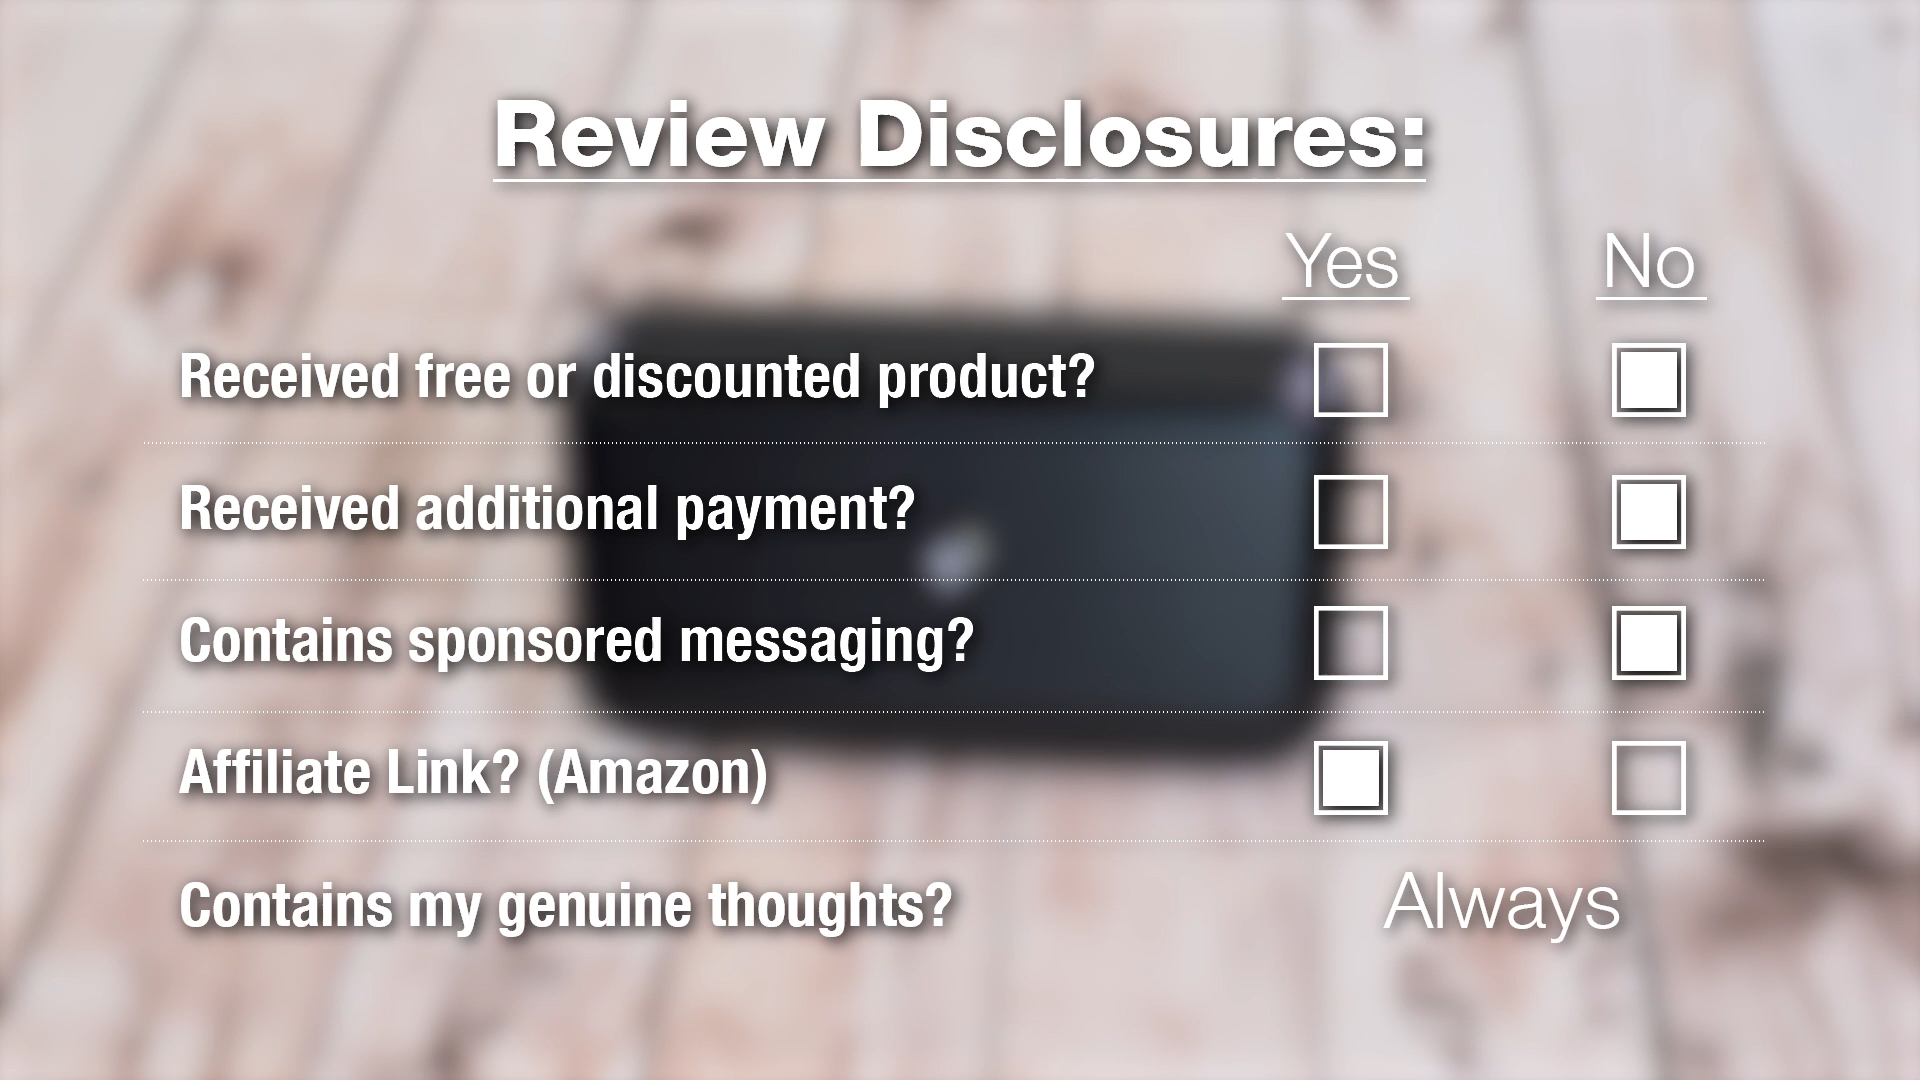 Review Disclosures:
Yes No
Received free or discounted product?
Received additional payment?
Contains sponsored messaging?
Affiliate Link? (Amazon)
Contains my genuine thoughts? Always